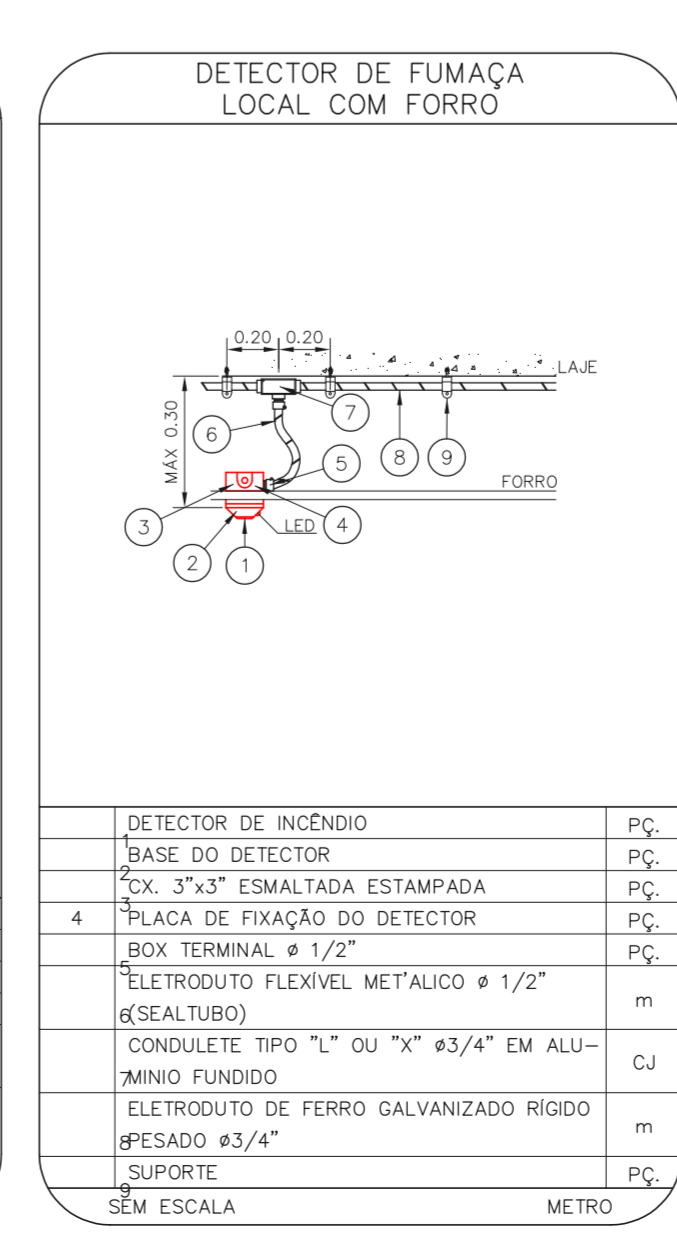 DETECTOR DE FUMAÇA
LOCAL COM FORRO
0.20 0.20
LAJE
MÁX 0.30
7
6
5
8
9
FORRO
3
LED
4
2
1
DETECTOR DE INCÊNDIO PÇ.
1
BASE DO DETECTOR PÇ.
2
CX. 3"x3" ESMALTADA ESTAMPADA PÇ.
3
4 PLACA DE FIXAÇÃO DO DETECTOR PÇ.
BOX TERMINAL ø 1/2" PÇ.
5
ELETRODUTO FLEXÍVEL MET'ALICO ø 1/2"
6 (SEALTUBO) m
CONDULETE TIPO "L" OU "X" ø3/4" EM ALU-
7 MINIO FUNDIDO CJ
ELETRODUTO DE FERRO GALVANIZADO RÍGIDO
8 PESADO ø3/4" m
SUPORTE PÇ.
9
SEM ESCALA METRO